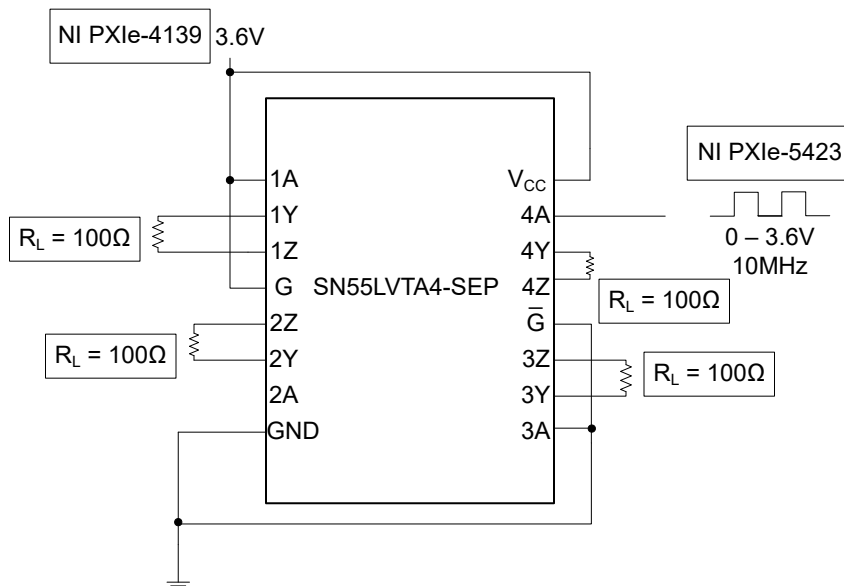 NI PXIe-4139 3.6V
NI PXIe-5423
0 – 3.6V
10MHz
SN55LVTA4-SEP
1A
1Y
1Z
G
2Z
2Y
2A
GND
VCC
4A
4Y
4Z
G̅
3Z
3Y
3A
RL = 100Ω
RL = 100Ω
RL = 100Ω
RL = 100Ω